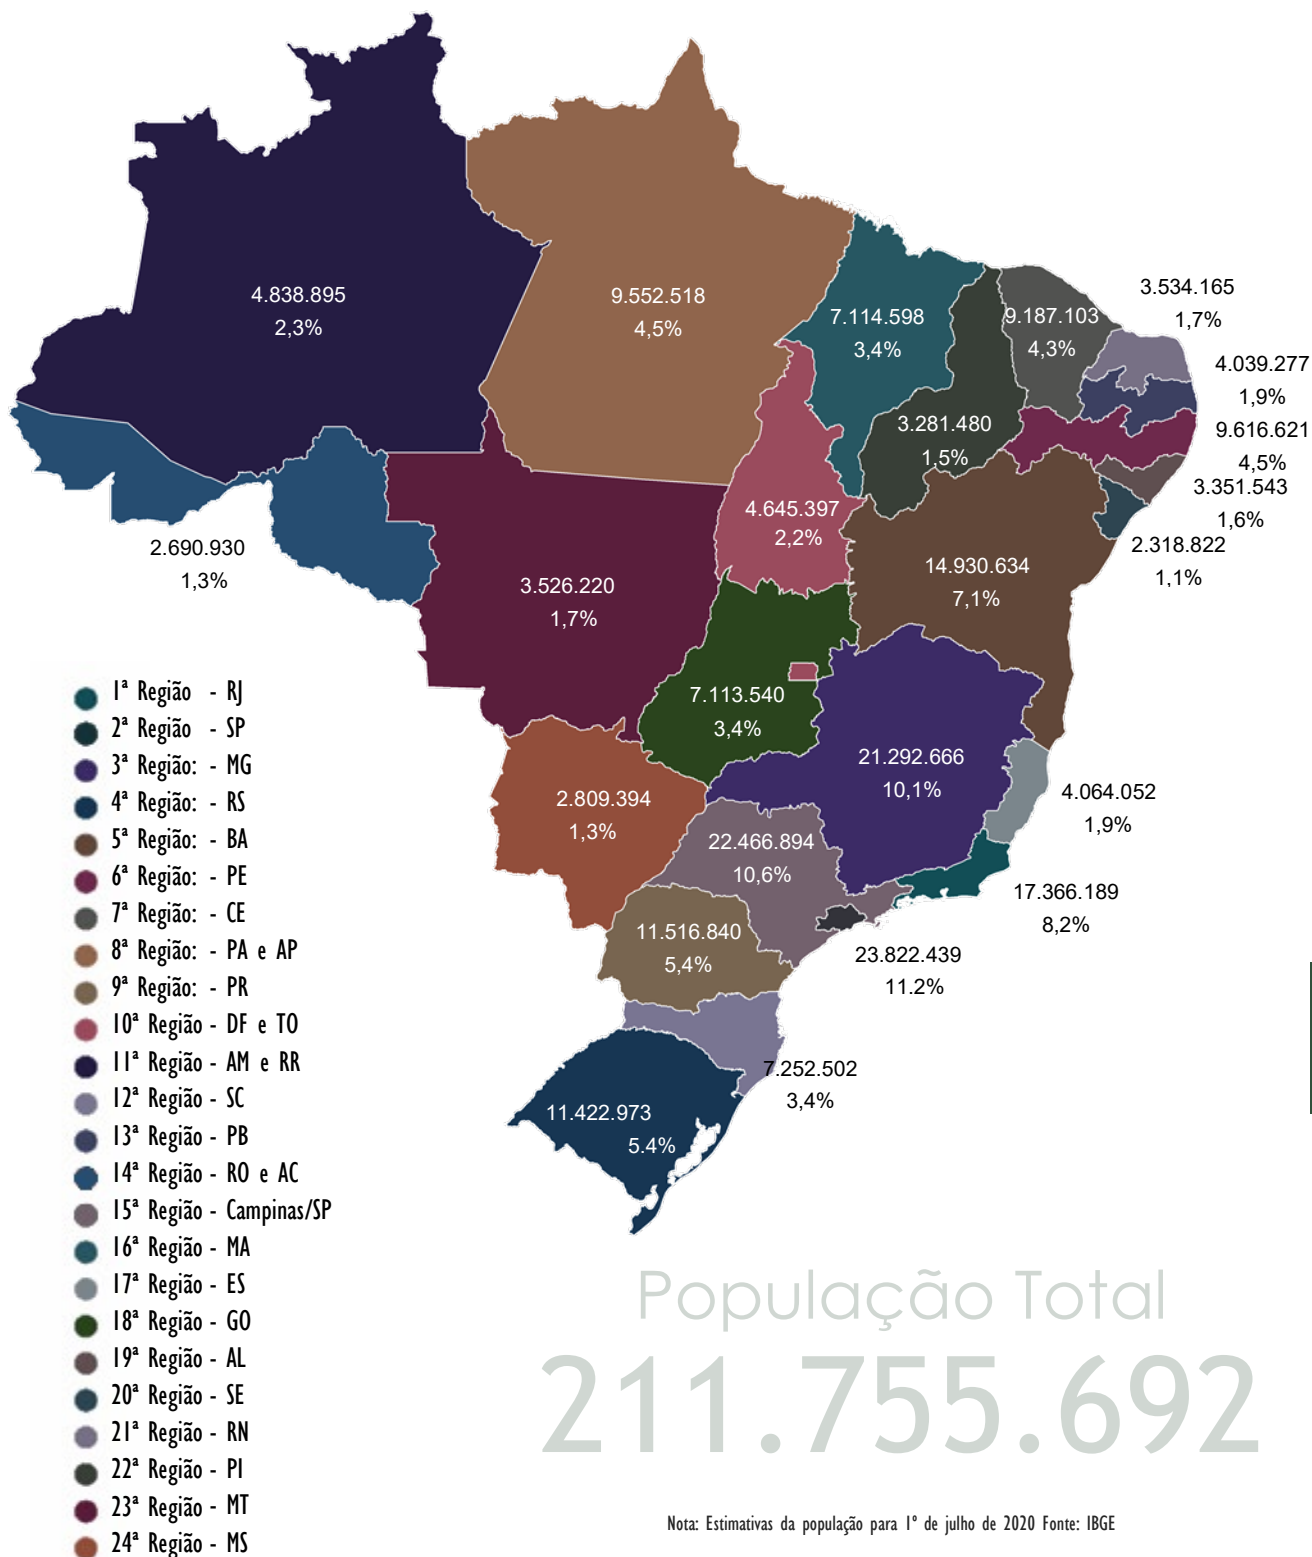 4.838.895
2,3%
9.552.518
4,5%
7.114.598
3,4%
9.187.103
4,3%
3.534.165
1,7%
4.039.277
1,9%
9.616.621
4,5%
3.281.480
1,5%
3.351.543
1,6%
4.645.397
2,2%
2.318.822
1,1%
2.690.930
1,3%
14.930.634
7,1%
3.526.220
1,7%
7.113.540
3,4%
21.292.666
10,1%
4.064.052
1,9%
2.809.394
1,3%
22.466.894
10,6%
17.366.189
8,2%
11.516.840
5,4%
23.822.439
11.2%
7.252.502
3,4%
11.422.973
5.4%
1ª Região - RJ
2ª Região - SP
3ª Região: - MG
4ª Região: - RS
5ª Região: - BA
6ª Região: - PE
7ª Região: - CE
8ª Região: - PA e AP
9ª Região: - PR
10ª Região - DF e TO
11ª Região - AM e RR
12ª Região - SC
13ª Região - PB
14ª Região - RO e AC
15ª Região - Campinas/SP
16ª Região - MA
17ª Região - ES
18ª Região - GO
19ª Região - AL
20ª Região - SE
21ª Região - RN
22ª Região - PI
23ª Região - MT
24ª Região - MS
População Total
211.755.692
Nota: Estimativas da população para 1º de julho de 2020 Fonte: IBGE